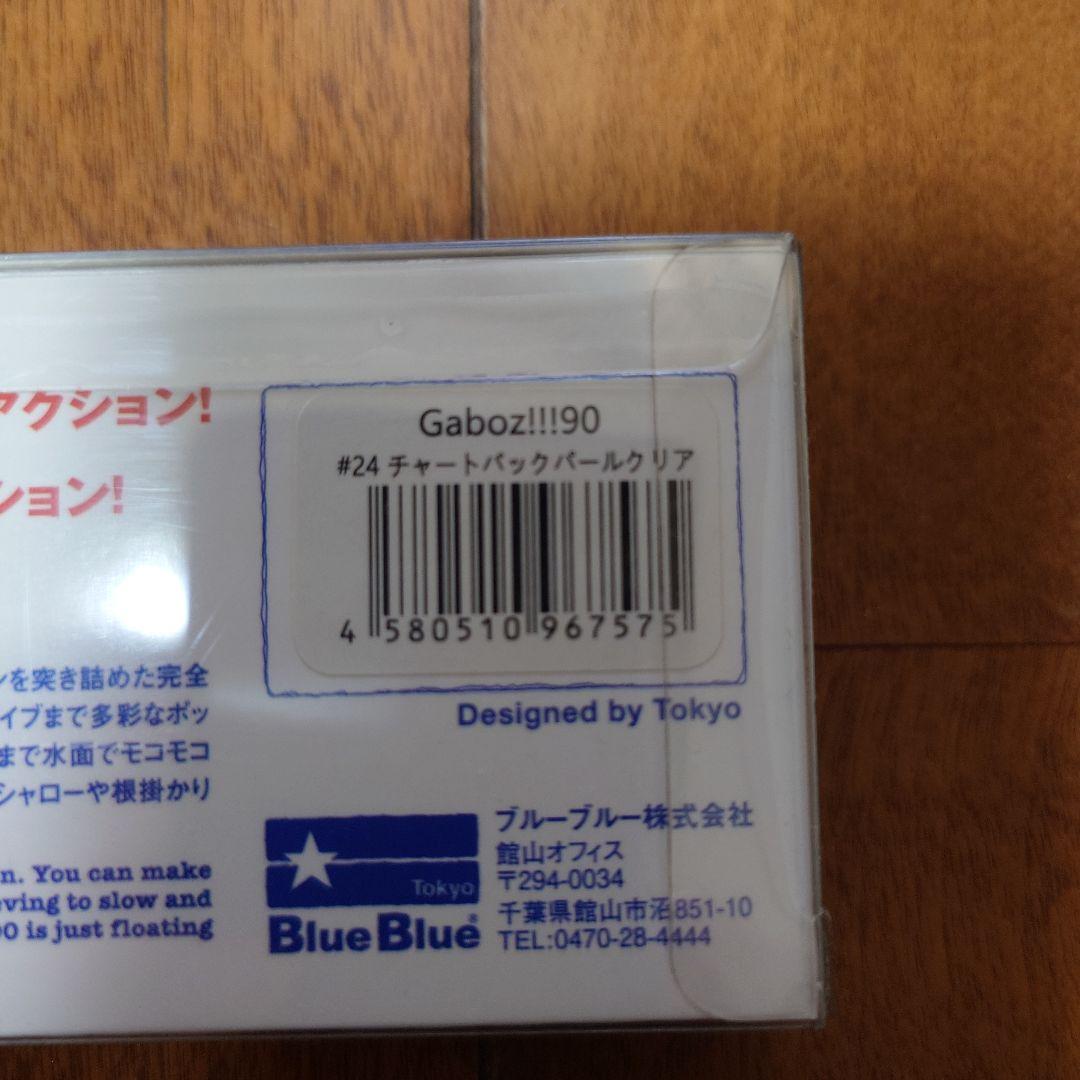 アクション!
ション!
Gaboz!!!90
#24 チャートバックパールクリア
4 580510 967575
ンを突き詰めた完全
イブまで多彩なポッ
まで水面でモコモコ
シャローや根掛かり
Designed by Tokyo
n. You can make
eving to slow and
00 is just floating
Tokyo
BlueBlue®
ブルーブルー株式会社
館山オフィス
〒294-0034
千葉県館山市沼851-10
TEL:0470-28-4444